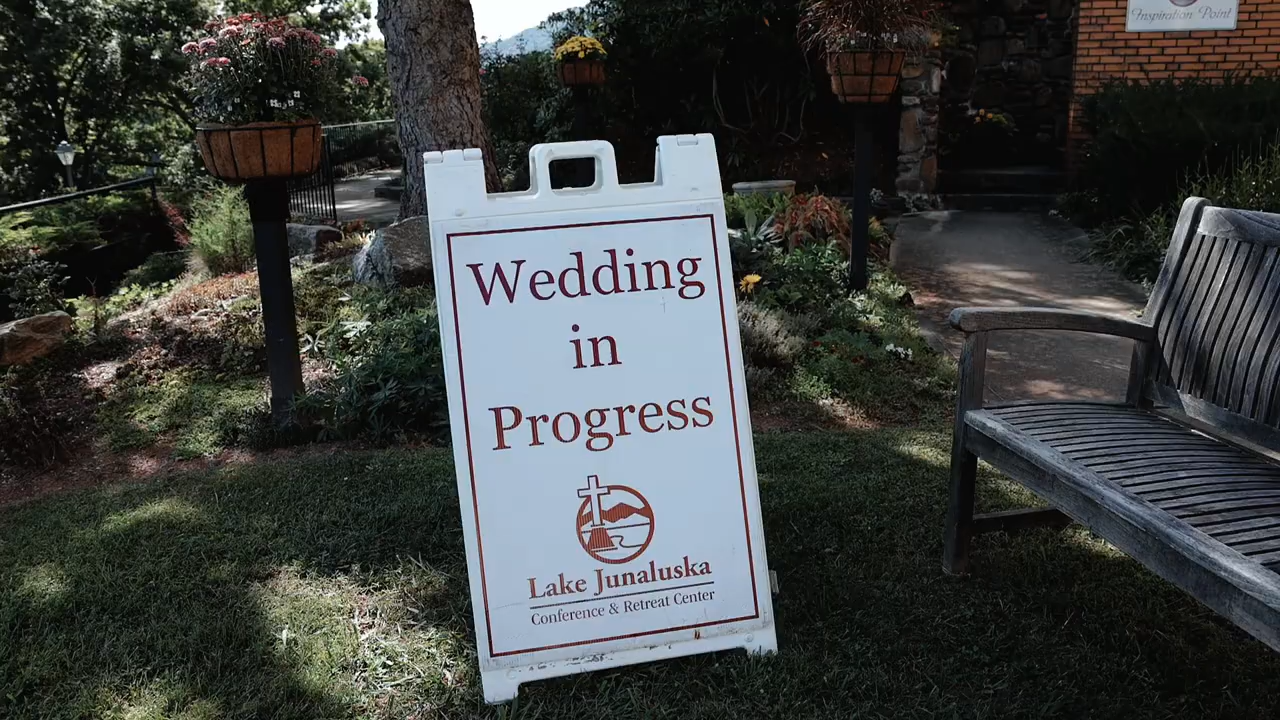 Inspiration Point
Wedding
in
Progress
Lake Junaluska
Conference & Retreat Center